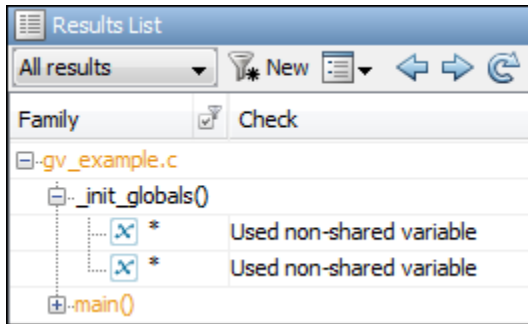 Results List
All results New
Family Check
gv_example.c
_init_globals()
x * Used non-shared variable
x * Used non-shared variable
main()